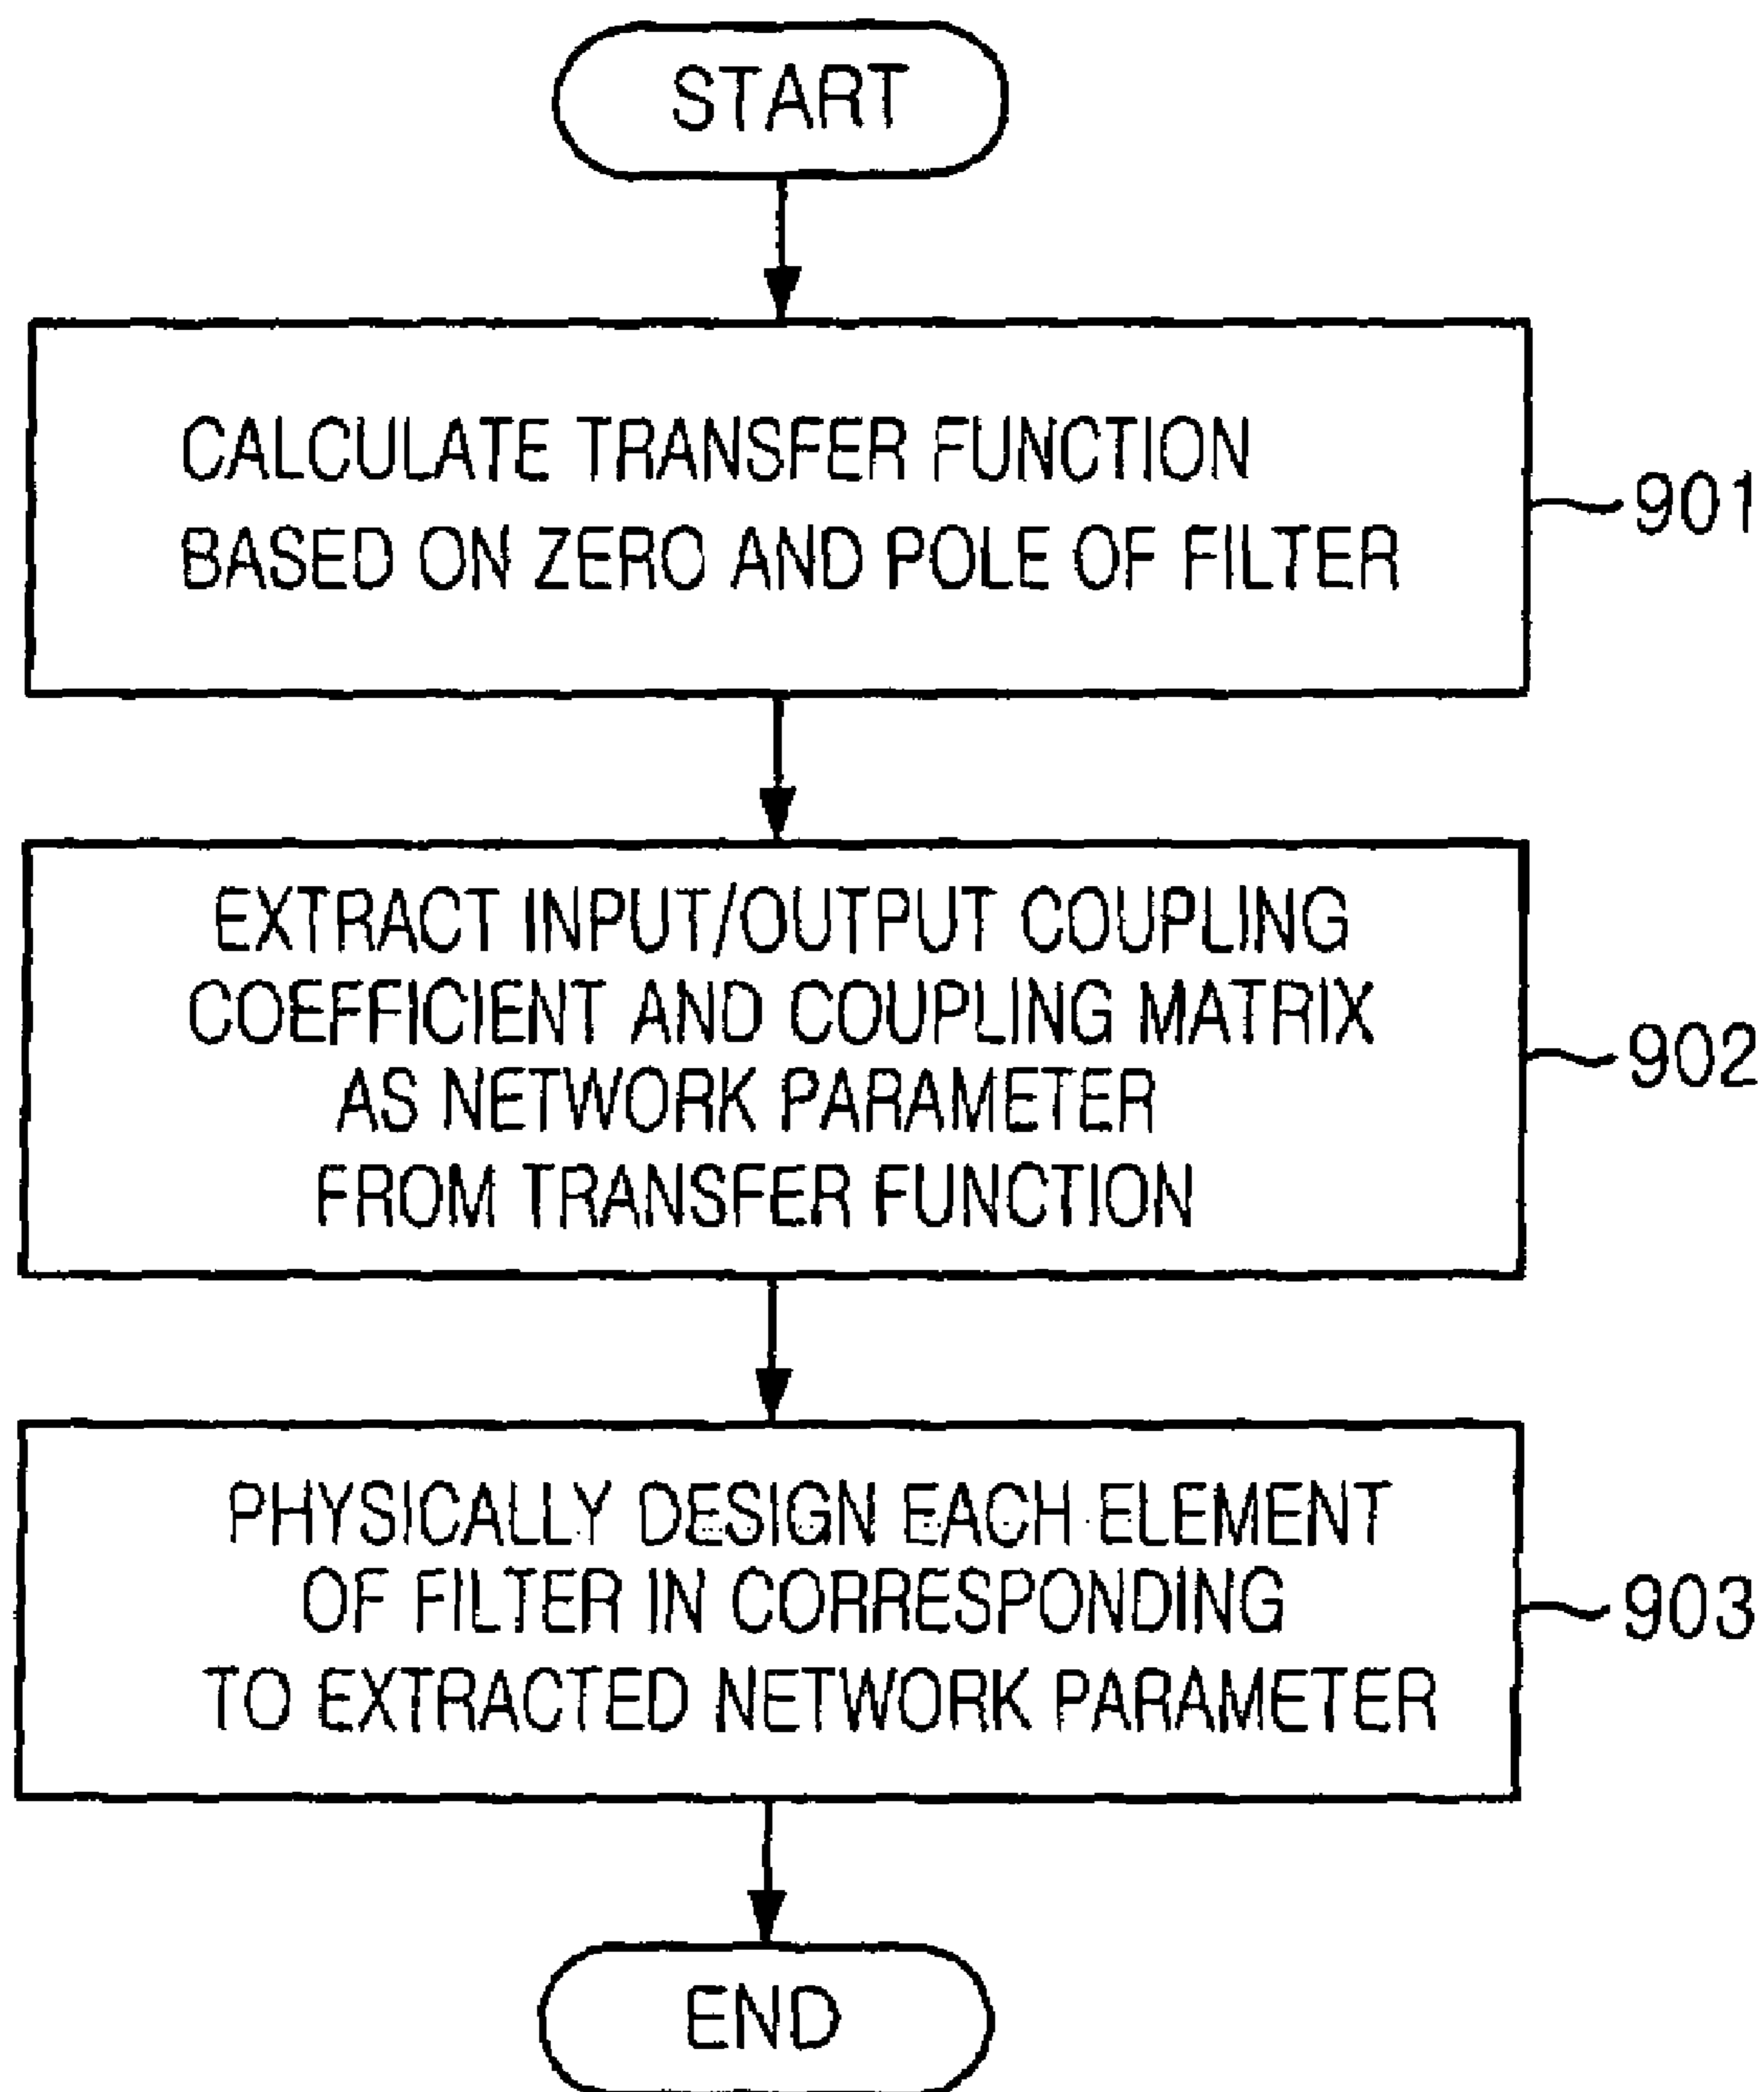 START
CALCULATE TRANSFER FUNCTION
BASED ON ZERO AND POLE OF FILTER
901
EXTRACT INPUT/OUTPUT COUPLING
COEFFICIENT AND COUPLING MATRIX
AS NETWORK PARAMETER
FROM TRANSFER FUNCTION
902
PHYSICALLY DESIGN EACH ELEMENT
OF FILTER IN CORRESPONDING
TO EXTRACTED NETWORK PARAMETER
903
END